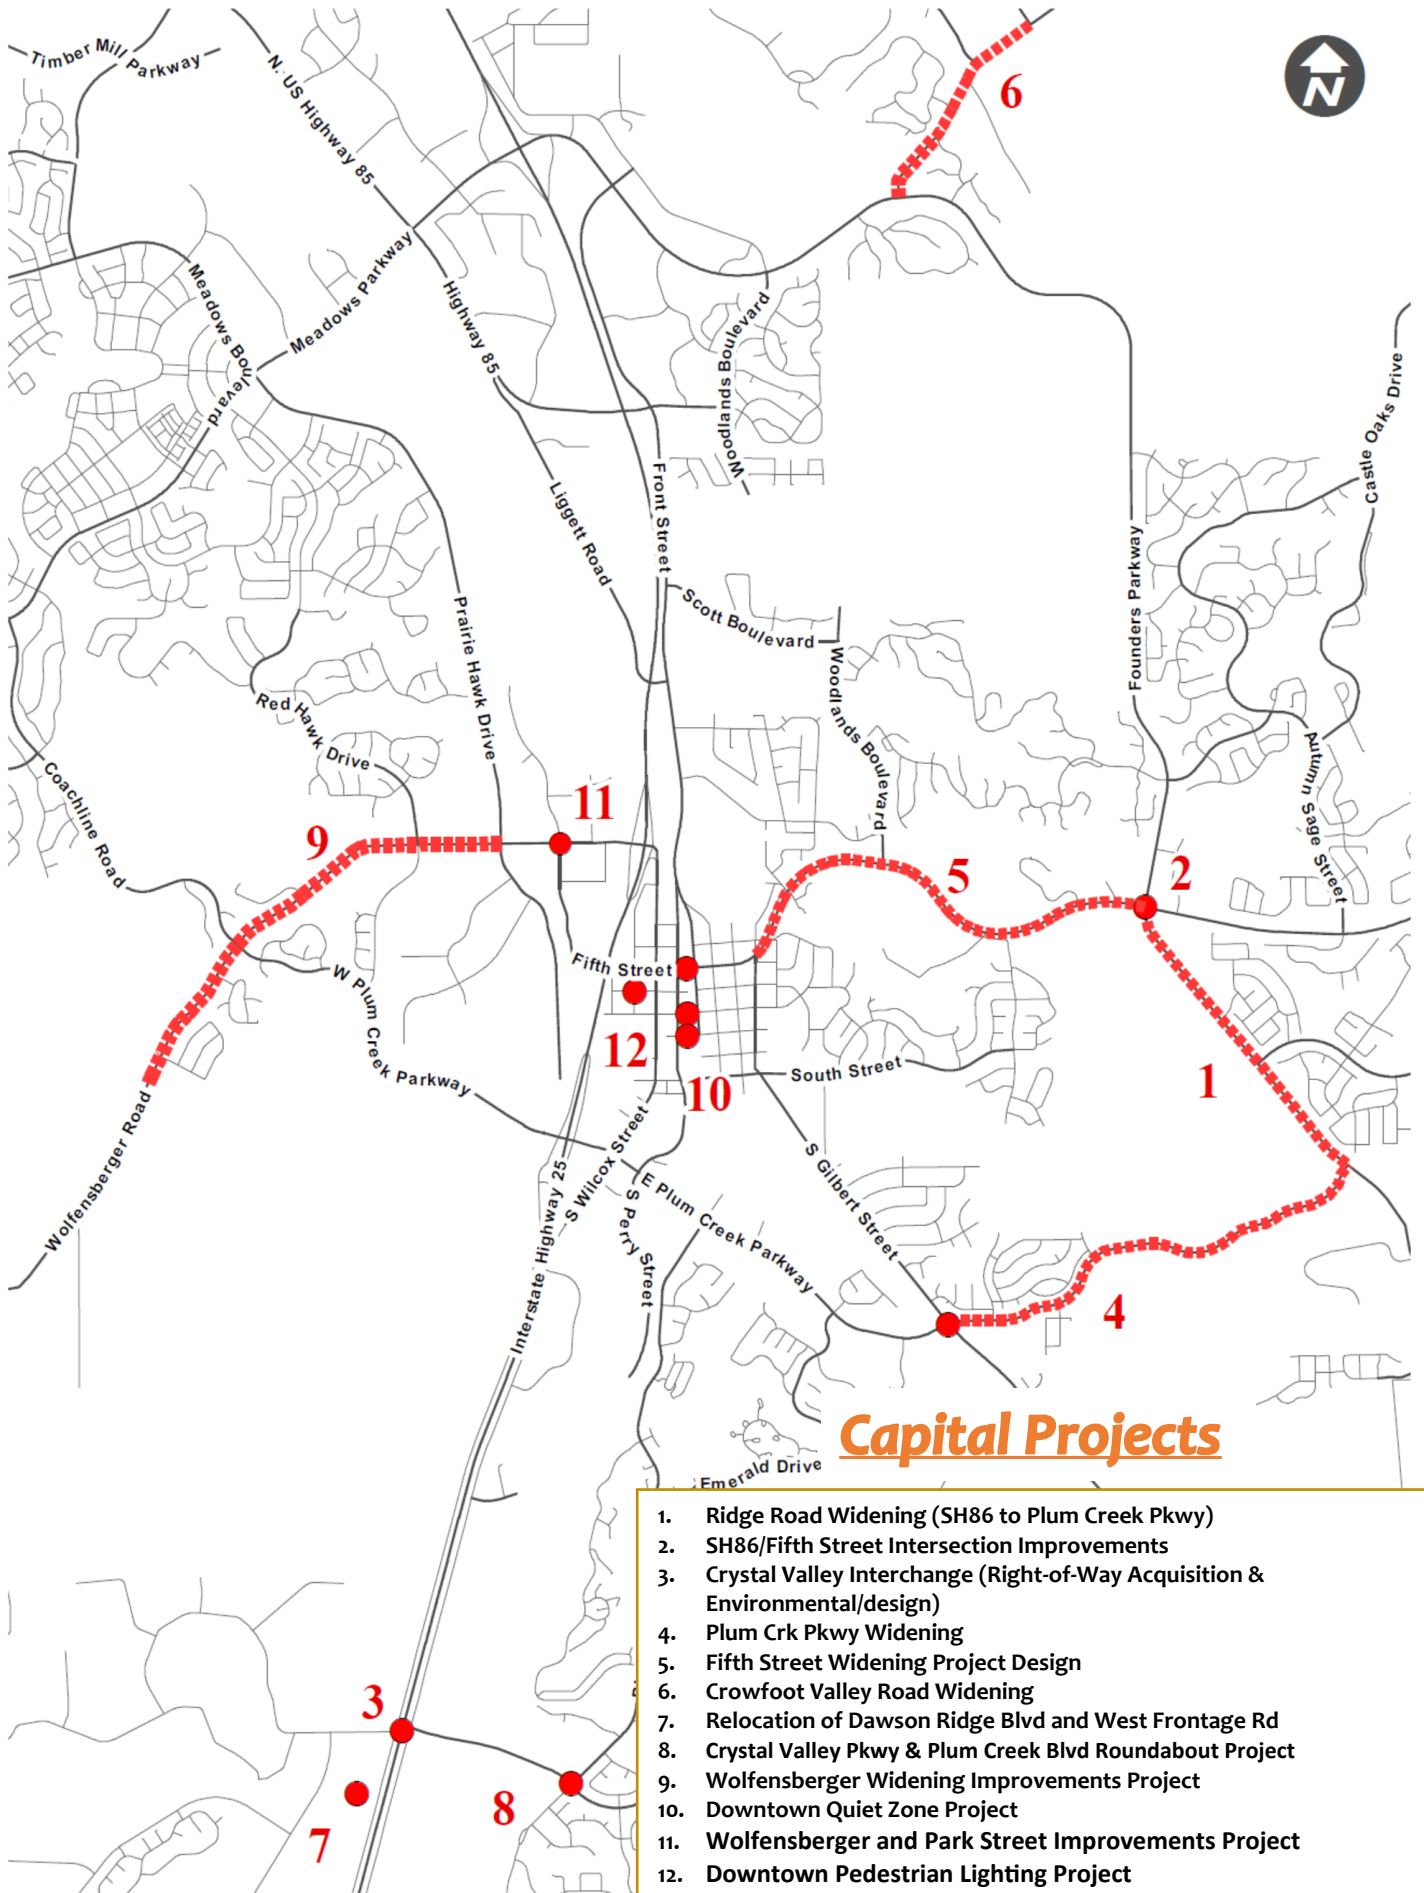 Timber Mill Parkway
N. US Highway 85
6
N
Meadows Boulevard
Meadows Parkway
Highway 85
Woodlands Boulevard
Castle Oaks Drive
Front Street
Liggett Road
Founders Parkway
Prairie Hawk Drive
Scott Boulevard
Woodlands Boulevard
Red Hawk Drive
Autumn Sage Street
Coachline Road
11
9
5
2
Fifth Street
W Plum Creek Parkway
12
South Street
1
10
Wolfensberger Road
S Wilcox Street
S Gilbert Street
Interstate Highway 25
S Perry Street
E Plum Creek Parkway
4
Capital Projects
Emerald Drive
1. Ridge Road Widening (SH86 to Plum Creek Pkwy)
2. SH86/Fifth Street Intersection Improvements
3. Crystal Valley Interchange (Right-of-Way Acquisition &
Environmental/design)
4. Plum Crk Pkwy Widening
5. Fifth Street Widening Project Design
6. Crowfoot Valley Road Widening
7. Relocation of Dawson Ridge Blvd and West Frontage Rd
8. Crystal Valley Pkwy & Plum Creek Blvd Roundabout Project
9. Wolfensberger Widening Improvements Project
10. Downtown Quiet Zone Project
11. Wolfensberger and Park Street Improvements Project
12. Downtown Pedestrian Lighting Project
3
8
7